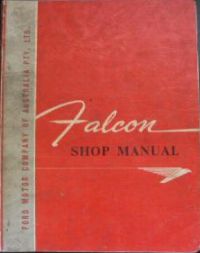 FORD MOTOR COMPANY OF AUSTRALIA PTY. LTD.
Falcon
SHOP MANUAL